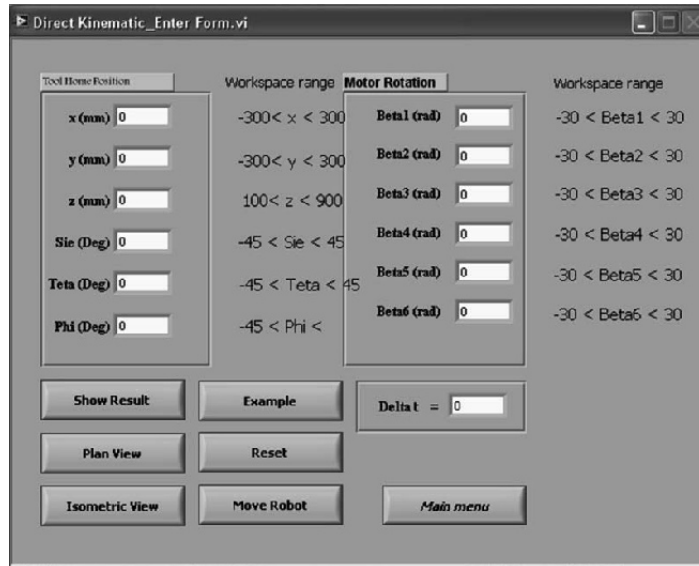 Direct Kinematic_Enter Form.vi
Tool Home Position
Workspace range
Motor Rotation
Workspace range
x (mm) 0
-300< x < 300
Beta1 (rad) 0
-30 < Beta1 < 30
y (mm) 0
-300< y < 300
Beta2 (rad) 0
-30 < Beta2 < 30
z (mm) 0
100< z < 900
Beta3 (rad) 0
-30 < Beta3 < 30
Sie (Deg) 0
-45 < Sie < 45
Beta4 (rad) 0
-30 < Beta4 < 30
Teta (Deg) 0
-45 < Teta < 45
Beta5 (rad) 0
-30 < Beta5 < 30
Phi (Deg) 0
-45 < Phi <
Beta6 (rad) 0
-30 < Beta6 < 30
Show Result
Example
Delta t = 0
Plan View
Reset
Isometric View
Move Robot
Main menu